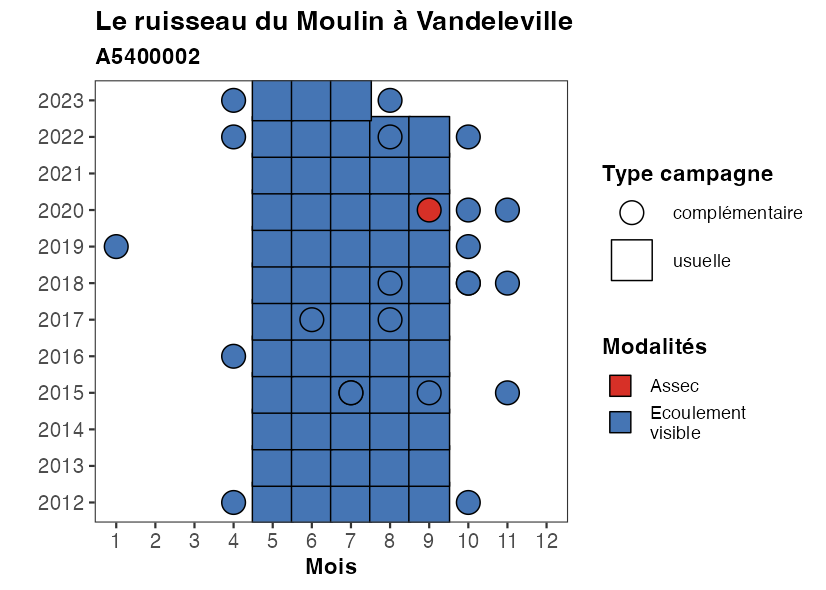 Le ruisseau du Moulin à Vandeleville
A5400002
2023
2022
2021
2020
2019
2018
2017
2016
2015
2014
2013
2012
1 2 3 4 5 6 7 8 9 10 11 12
Mois
Type campagne
complémentaire
usuelle
Modalités
Assec
Ecoulement
visible